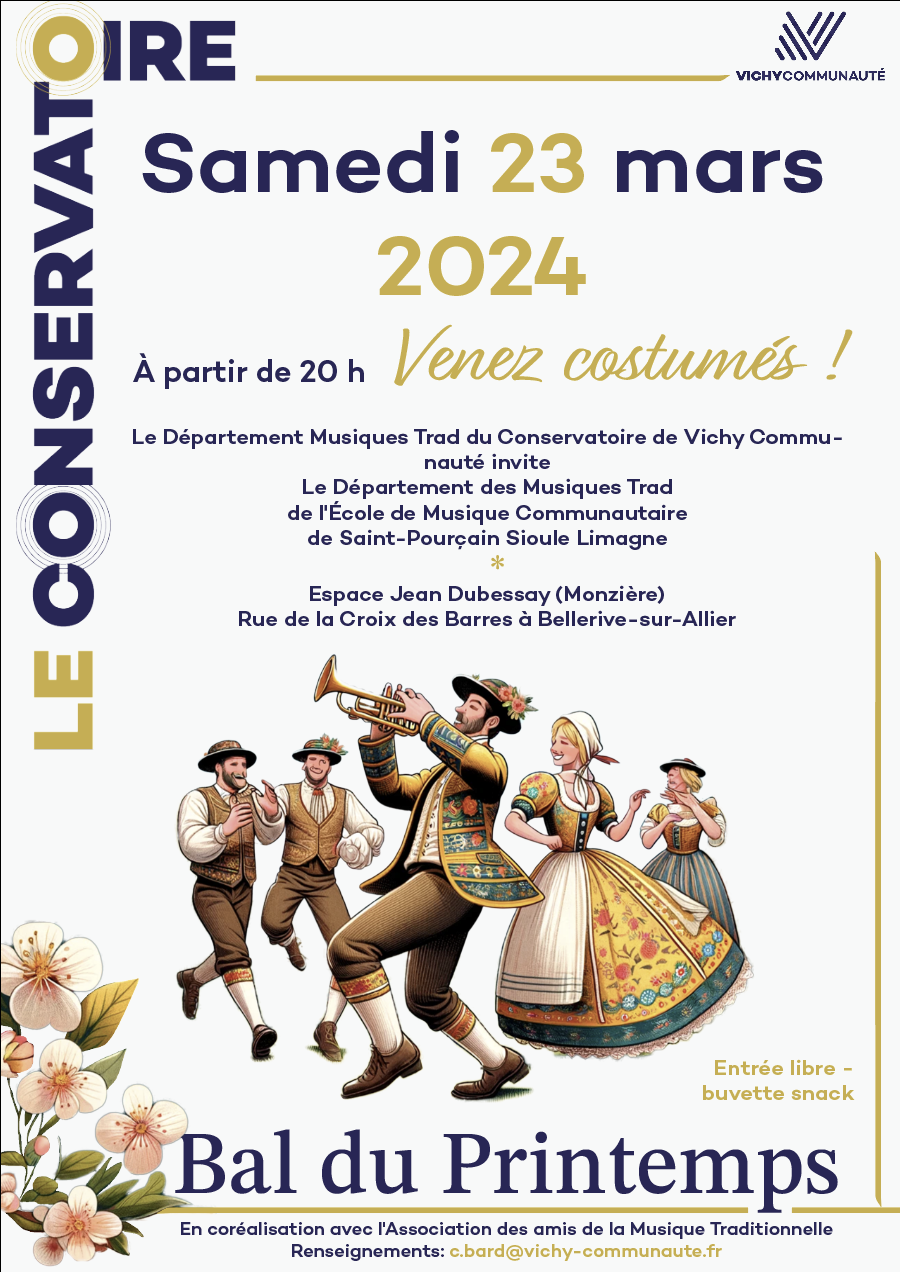 LE CONSERVATOIRE
VICHYCOMMUNAUTÉ
Samedi 23 mars
2024
À partir de 20 h
Venez costumés !
Le Département Musiques Trad du Conservatoire de Vichy Commu-
nauté invite
Le Département des Musiques Trad
de l'École de Musique Communautaire
de Saint-Pourçain Sioule Limagne
*
Espace Jean Dubessay (Monzière)
Rue de la Croix des Barres à Bellerive-sur-Allier
Entrée libre -
buvette snack
Bal du Printemps
En coréalisation avec l'Association des amis de la Musique Traditionnelle
Renseignements: c.bard@vichy-communaute.fr